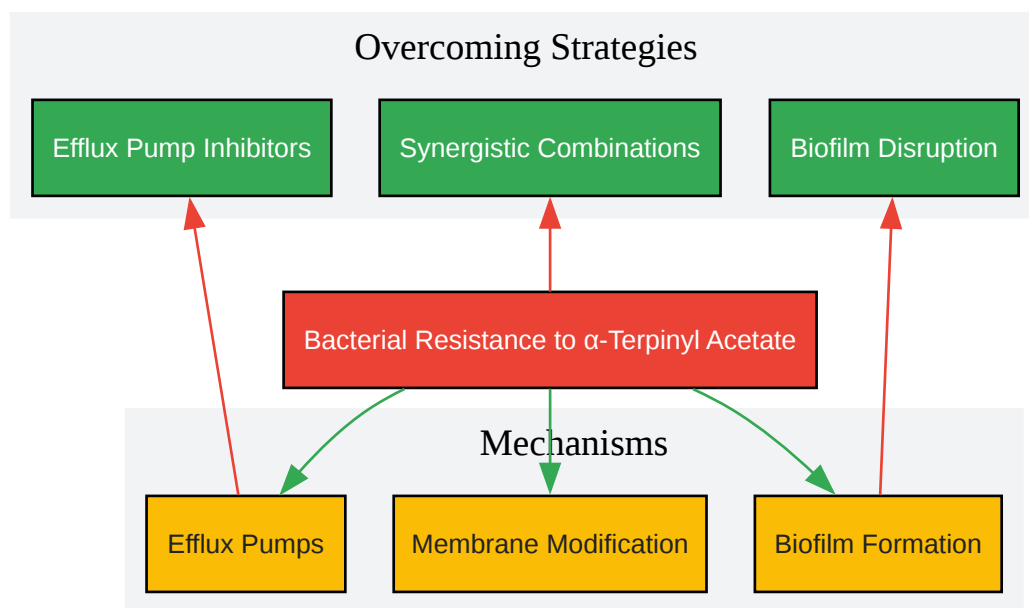 Overcoming Strategies
Efflux Pump Inhibitors
Synergistic Combinations
Biofilm Disruption
Bacterial Resistance to α-Terpinyl Acetate
Mechanisms
Efflux Pumps
Membrane Modification
Biofilm Formation